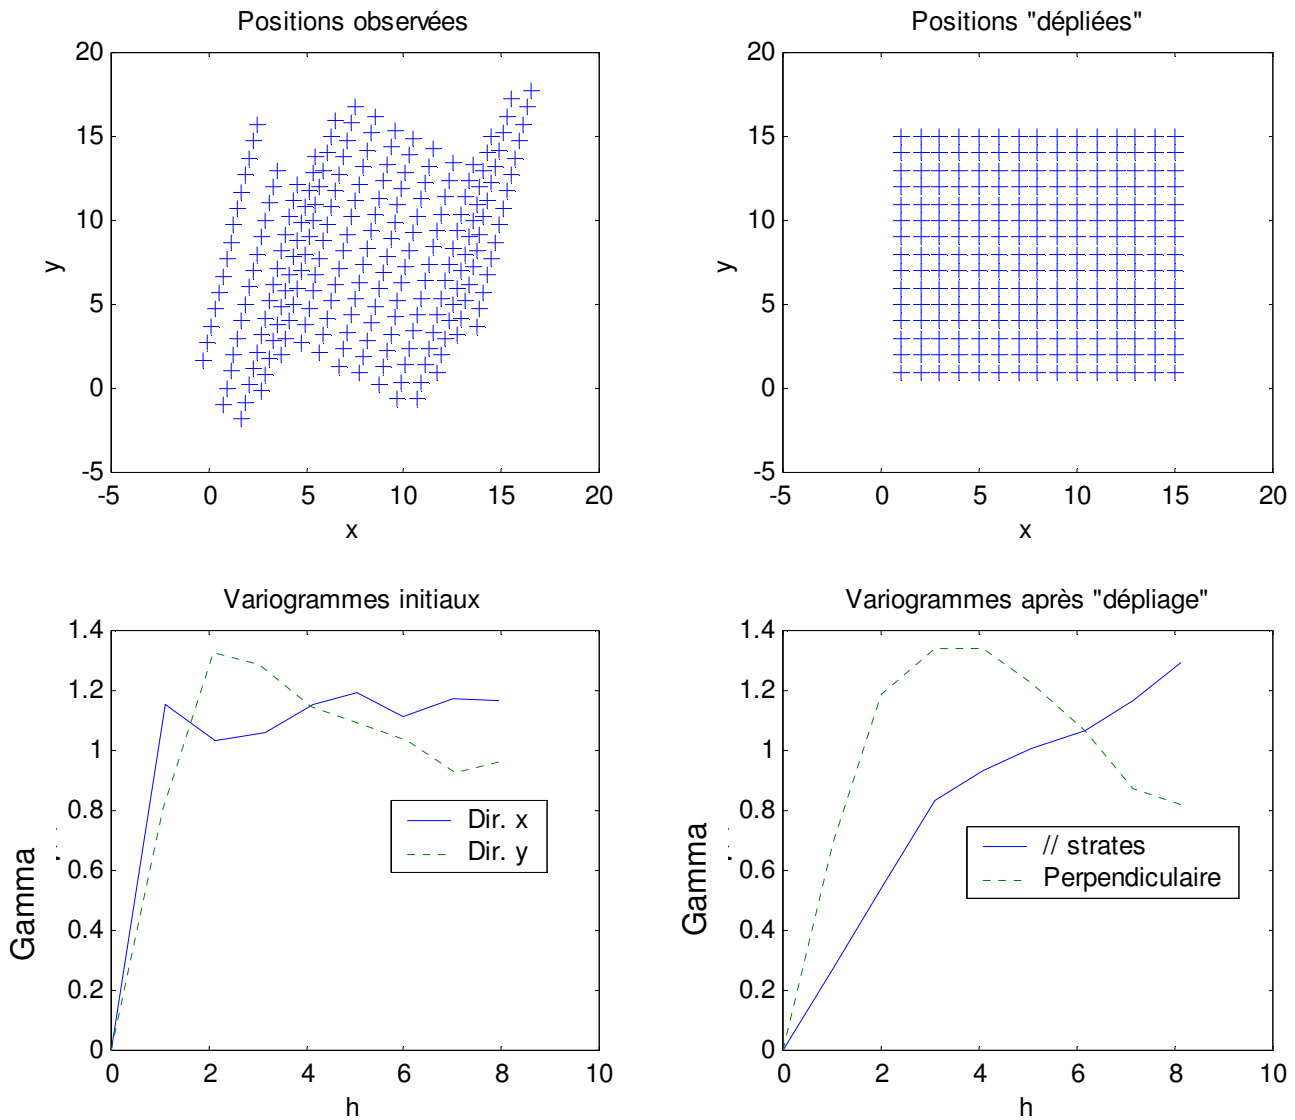 Positions observées
20
15
10
5
0
-5
y
-5 0 5 10 15 20
x
Positions "dépliées"
20
15
10
5
0
-5
y
-5 0 5 10 15 20
x
Variogrammes initiaux
1.4
1.2
1
0.8
0.6
0.4
0.2
0
Gamma
Dir. x
Dir. y
0 2 4 6 8 10
h
Variogrammes après "dépliage"
1.4
1.2
1
0.8
0.6
0.4
0.2
0
Gamma
// strates
Perpendiculaire
0 2 4 6 8 10
h